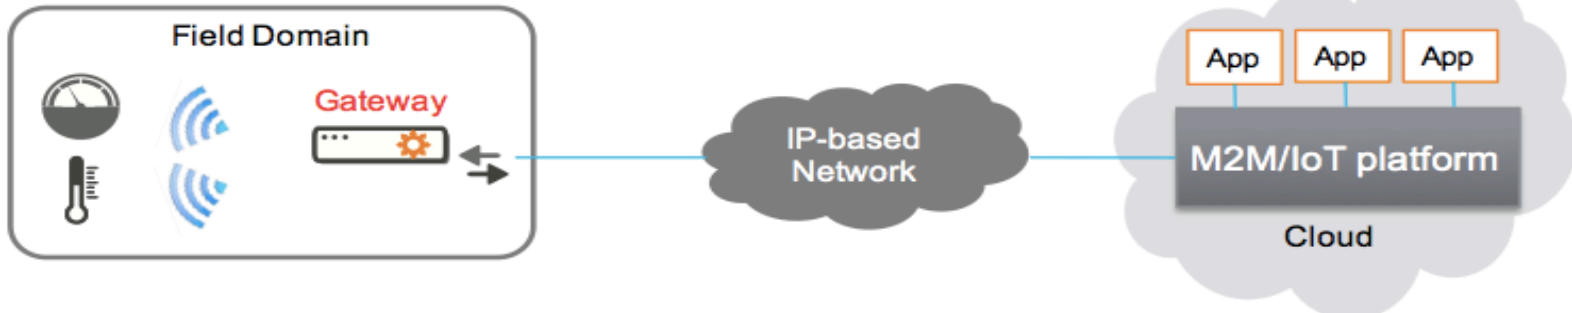 Field Domain
Gateway
IP-based
Network
App
App
App
M2M/IoT platform
Cloud